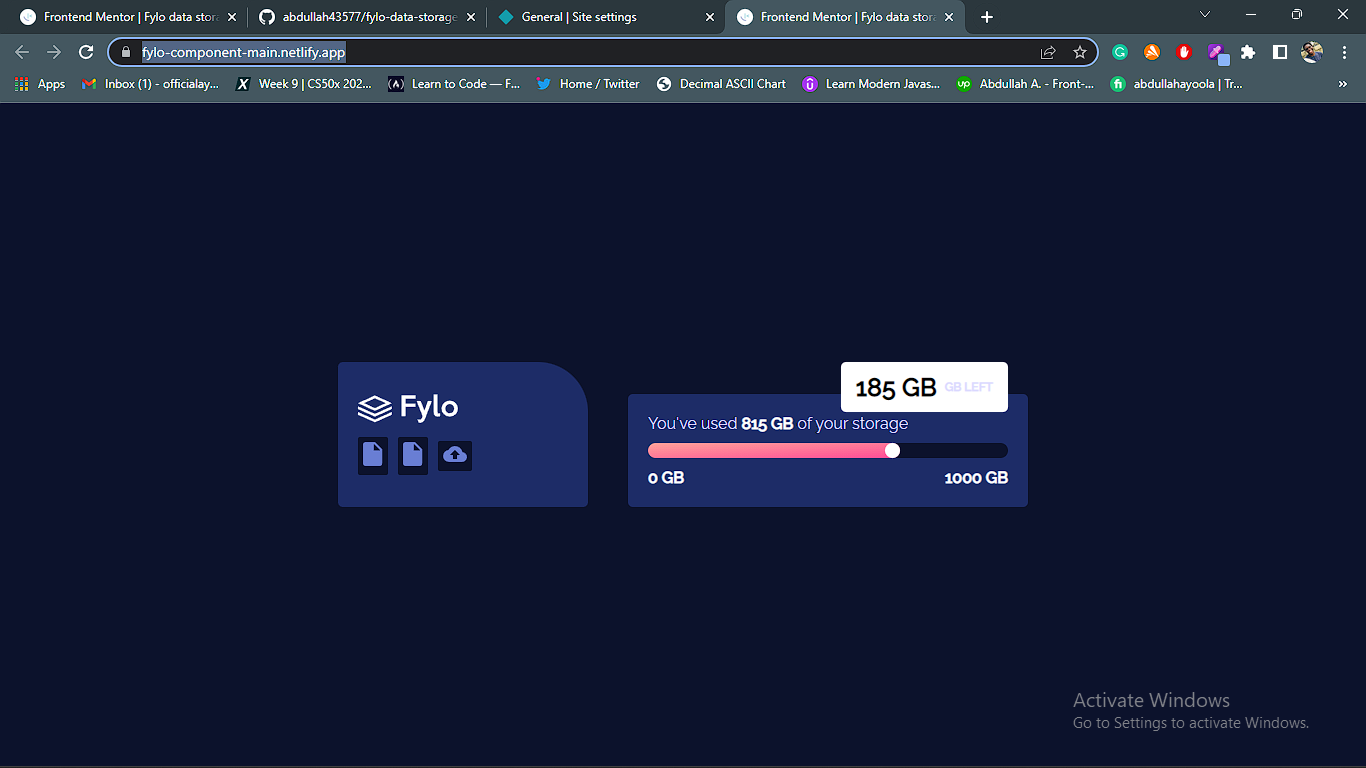 Frontend Mentor | Fylo data stor
abdullah43577/fylo-data-storage
General | Site settings
Frontend Mentor | Fylo data stor
fylo-component-main.netlify.app
Apps
Inbox (1) - officialay...
Week 9 | CS50x 202...
Learn to Code — F...
Home / Twitter
Decimal ASCII Chart
Learn Modern Javas...
up
Abdullah A. - Front-...
abdullahayoola | Tr...
Fylo
185 GB GB LEFT
You've used 815 GB of your storage
0 GB
1000 GB
Activate Windows
Go to Settings to activate Windows.